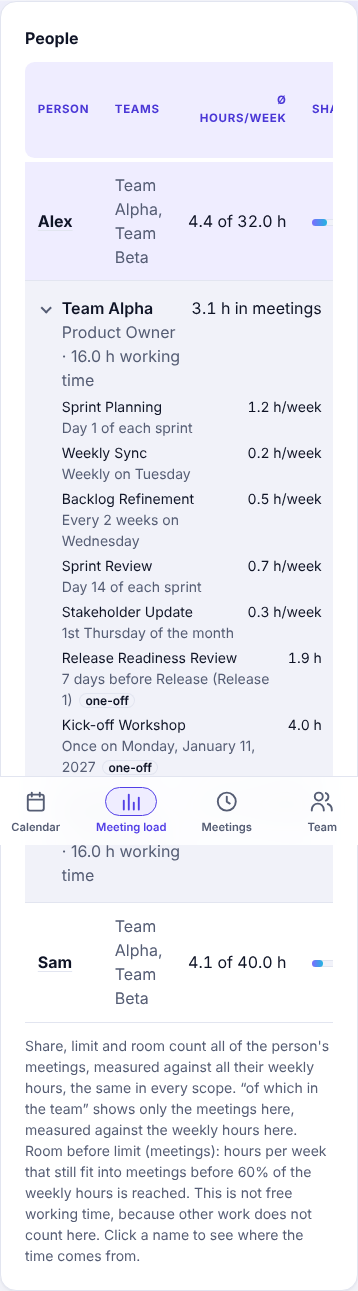 People
PERSON
TEAMS
Ø
HOURS/WEEK
Alex
Team
Alpha,
Team
Beta
4.4 of 32.0 h
Team Alpha
3.1 h in meetings
Product Owner
· 16.0 h working
time
Sprint Planning
1.2 h/week
Day 1 of each sprint
Weekly Sync
0.2 h/week
Weekly on Tuesday
Backlog Refinement
0.5 h/week
Every 2 weeks on
Wednesday
Sprint Review
0.7 h/week
Day 14 of each sprint
Stakeholder Update
0.3 h/week
1st Thursday of the month
Release Readiness Review
1.9 h
7 days before Release (Release
1) one-off
Kick-off Workshop
4.0 h
Once on Monday, January 11,
2027 one-off
Calendar
Meeting load
Meetings
Team
· 16.0 h working
time
Sam
Team
Alpha,
Team
Beta
4.1 of 40.0 h
Share, limit and room count all of the person's
meetings, measured against all their weekly
hours, the same in every scope. “of which in
the team” shows only the meetings here,
measured against the weekly hours here.
Room before limit (meetings): hours per week
that still fit into meetings before 60% of the
weekly hours is reached. This is not free
working time, because other work does not
count here. Click a name to see where the
time comes from.